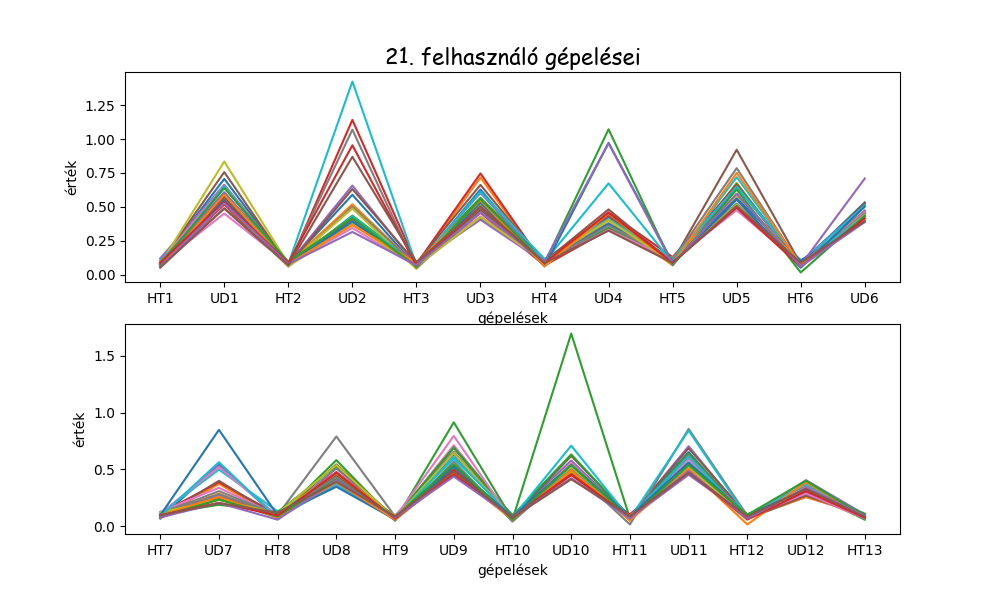 21. felhasználó gépelései
érték
1.25
1.00
0.75
0.50
0.25
0.00
HT1 UD1 HT2 UD2 HT3 UD3 HT4 UD4 HT5 UD5 HT6 UD6
gépelések
érték
1.5
1.0
0.5
0.0
HT7 UD7 HT8 UD8 HT9 UD9 HT10 UD10 HT11 UD11 HT12 UD12 HT13
gépelések